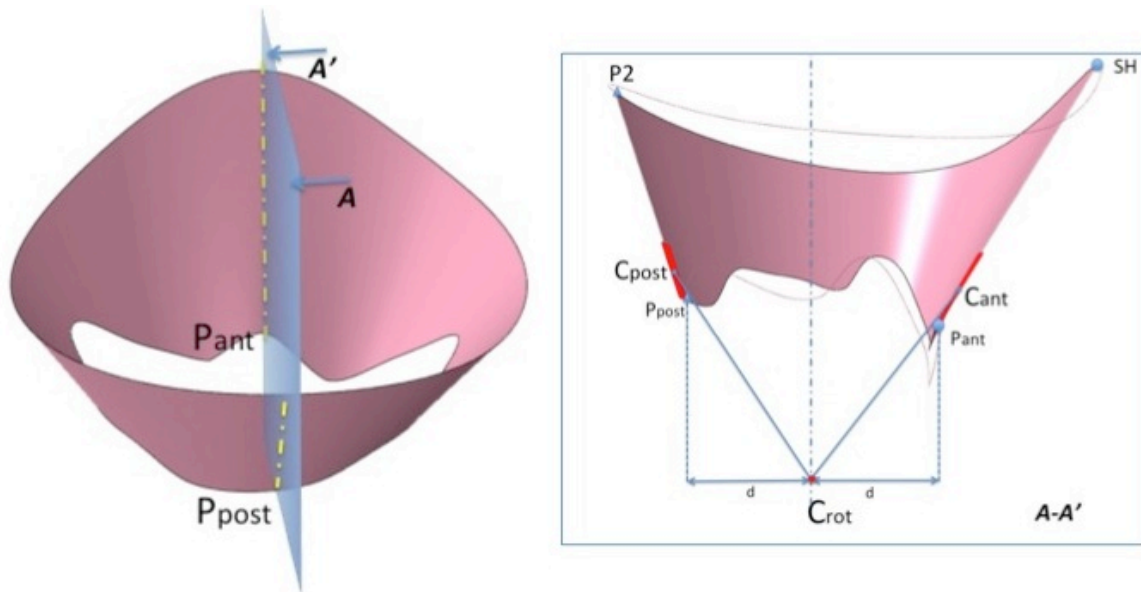 A'
A
Pant
Ppost
P2
SH
Cpost
Ppost
Cant
Pant
d
d
Crot
A-A'